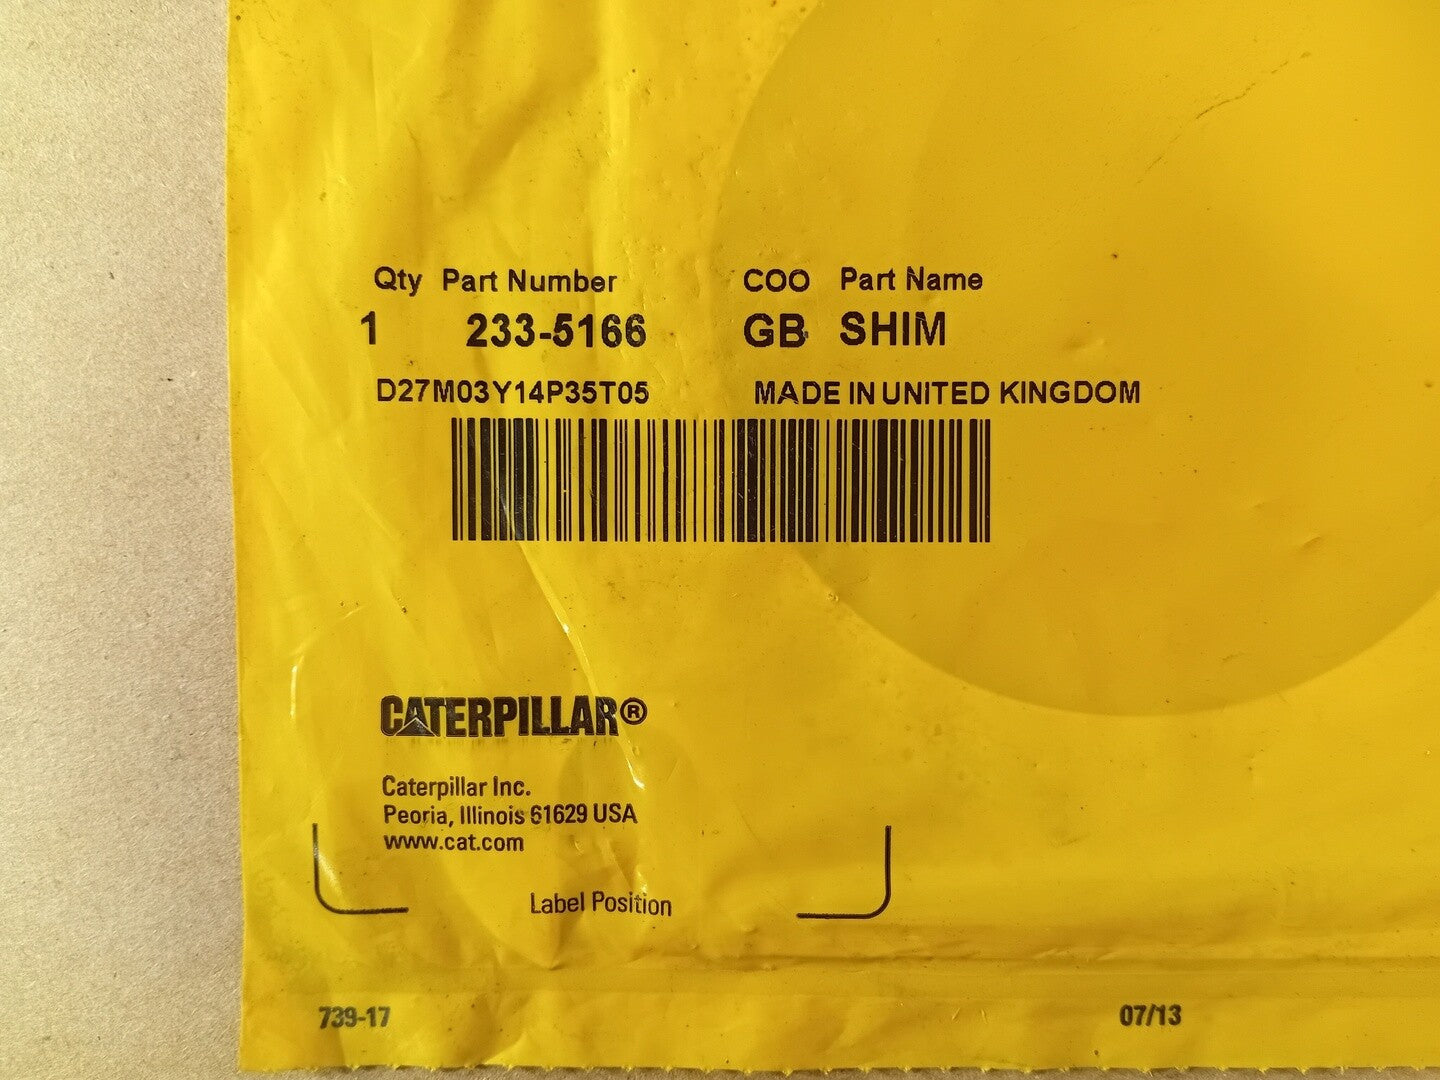 Qty Part Number COO Part Name
1 233-5166 GB SHIM
D27M03Y14P35T05 MADE IN UNITED KINGDOM
CATERPILLAR®
Caterpillar Inc.
Peoria, Illinois 61629 USA
www.cat.com
Label Position
739-17 07/13